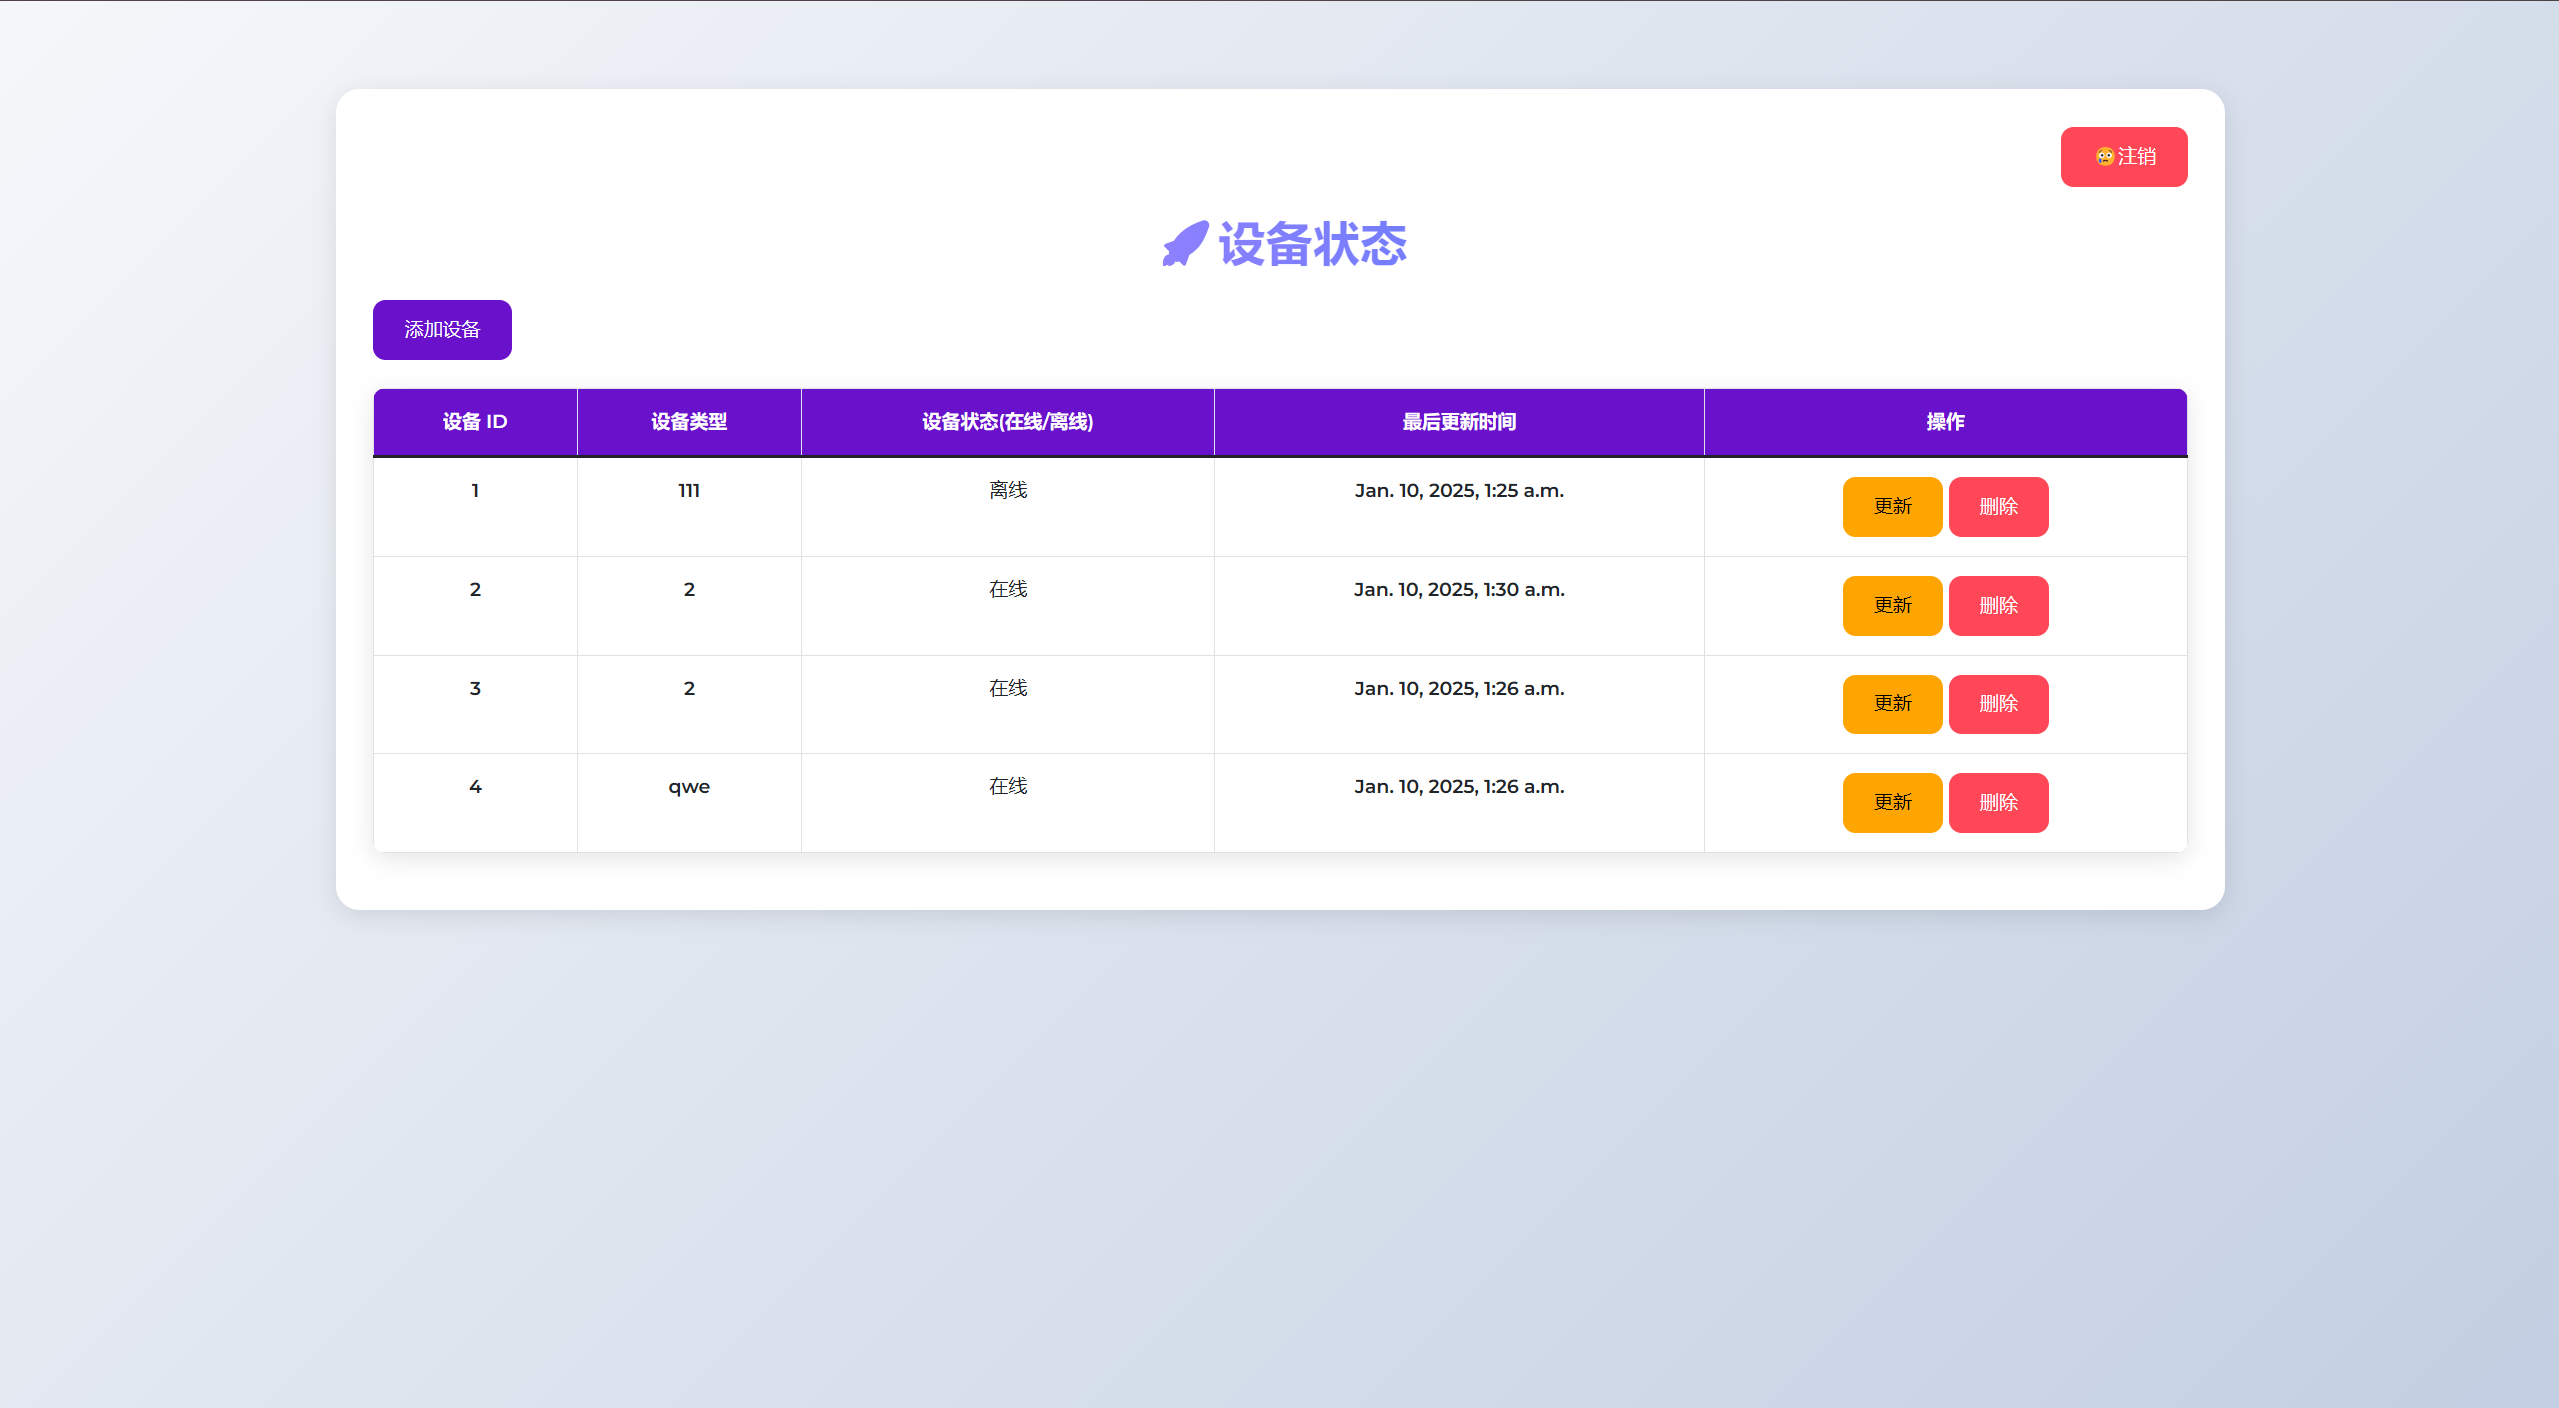 😢注销
设备状态
添加设备
设备 ID 设备类型 设备状态(在线/离线) 最后更新时间 操作
1 111 离线 Jan. 10, 2025, 1:25 a.m. 更新 删除
2 2 在线 Jan. 10, 2025, 1:30 a.m. 更新 删除
3 2 在线 Jan. 10, 2025, 1:26 a.m. 更新 删除
4 qwe 在线 Jan. 10, 2025, 1:26 a.m. 更新 删除